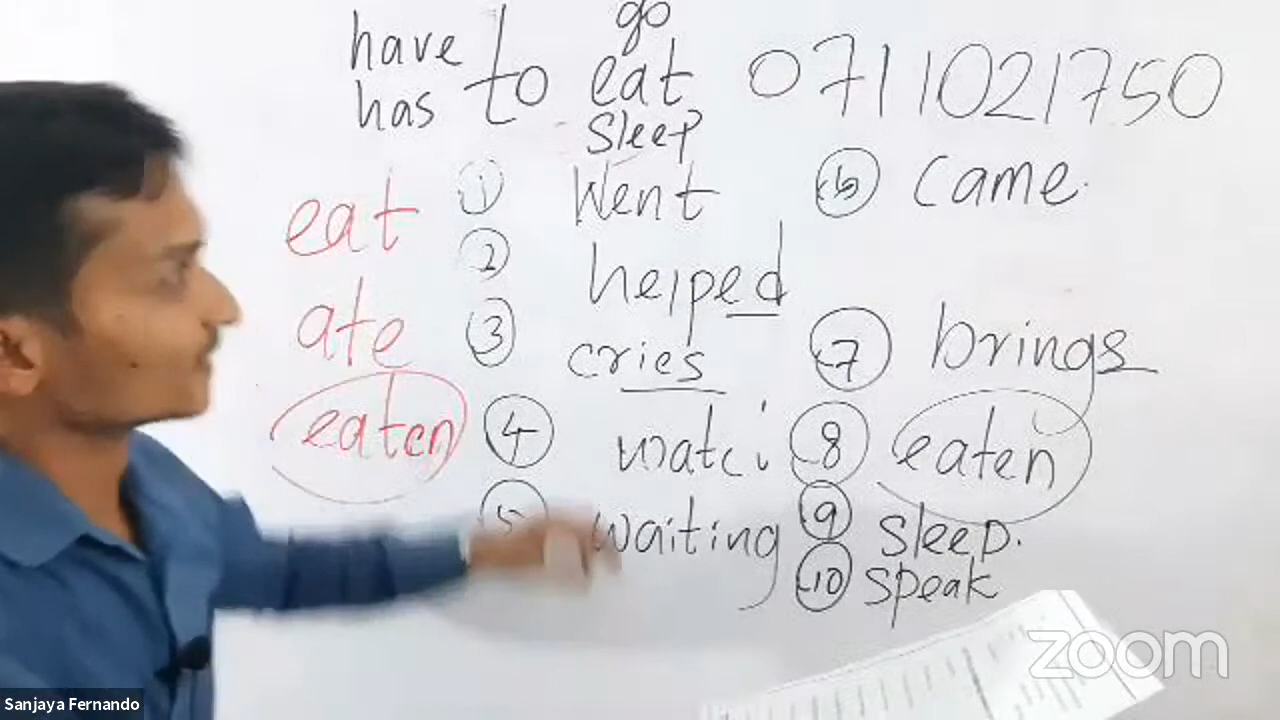 go
have
has to eat 0711021750
sleep
eat ① Went ⑥ came
② helped
ate ③ cries ⑦ brings
eaten ④ ⑧ eaten
⑤ waiting ⑨ sleep.
⑩ speak
zoom
Sanjaya Fernando